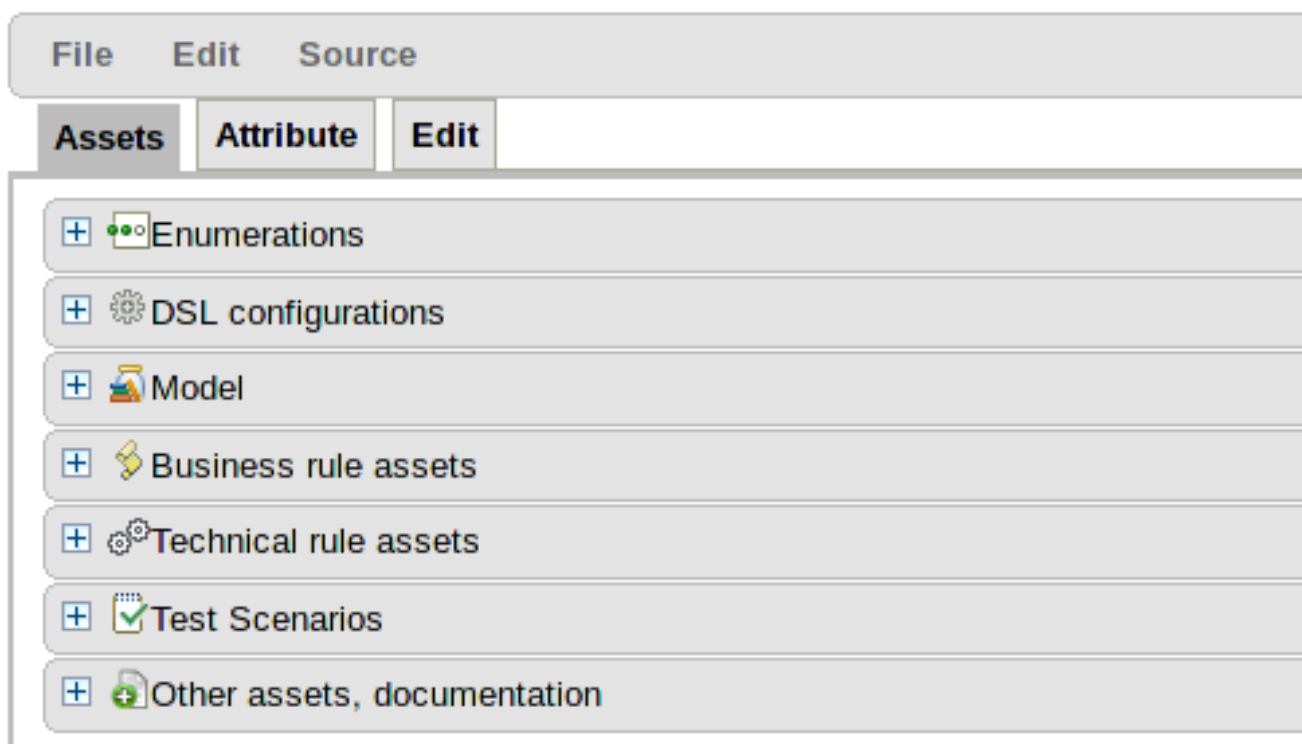 File Edit Source
Assets Attribute Edit
Enumerations
DSL configurations
Model
Business rule assets
Technical rule assets
Test Scenarios
Other assets, documentation